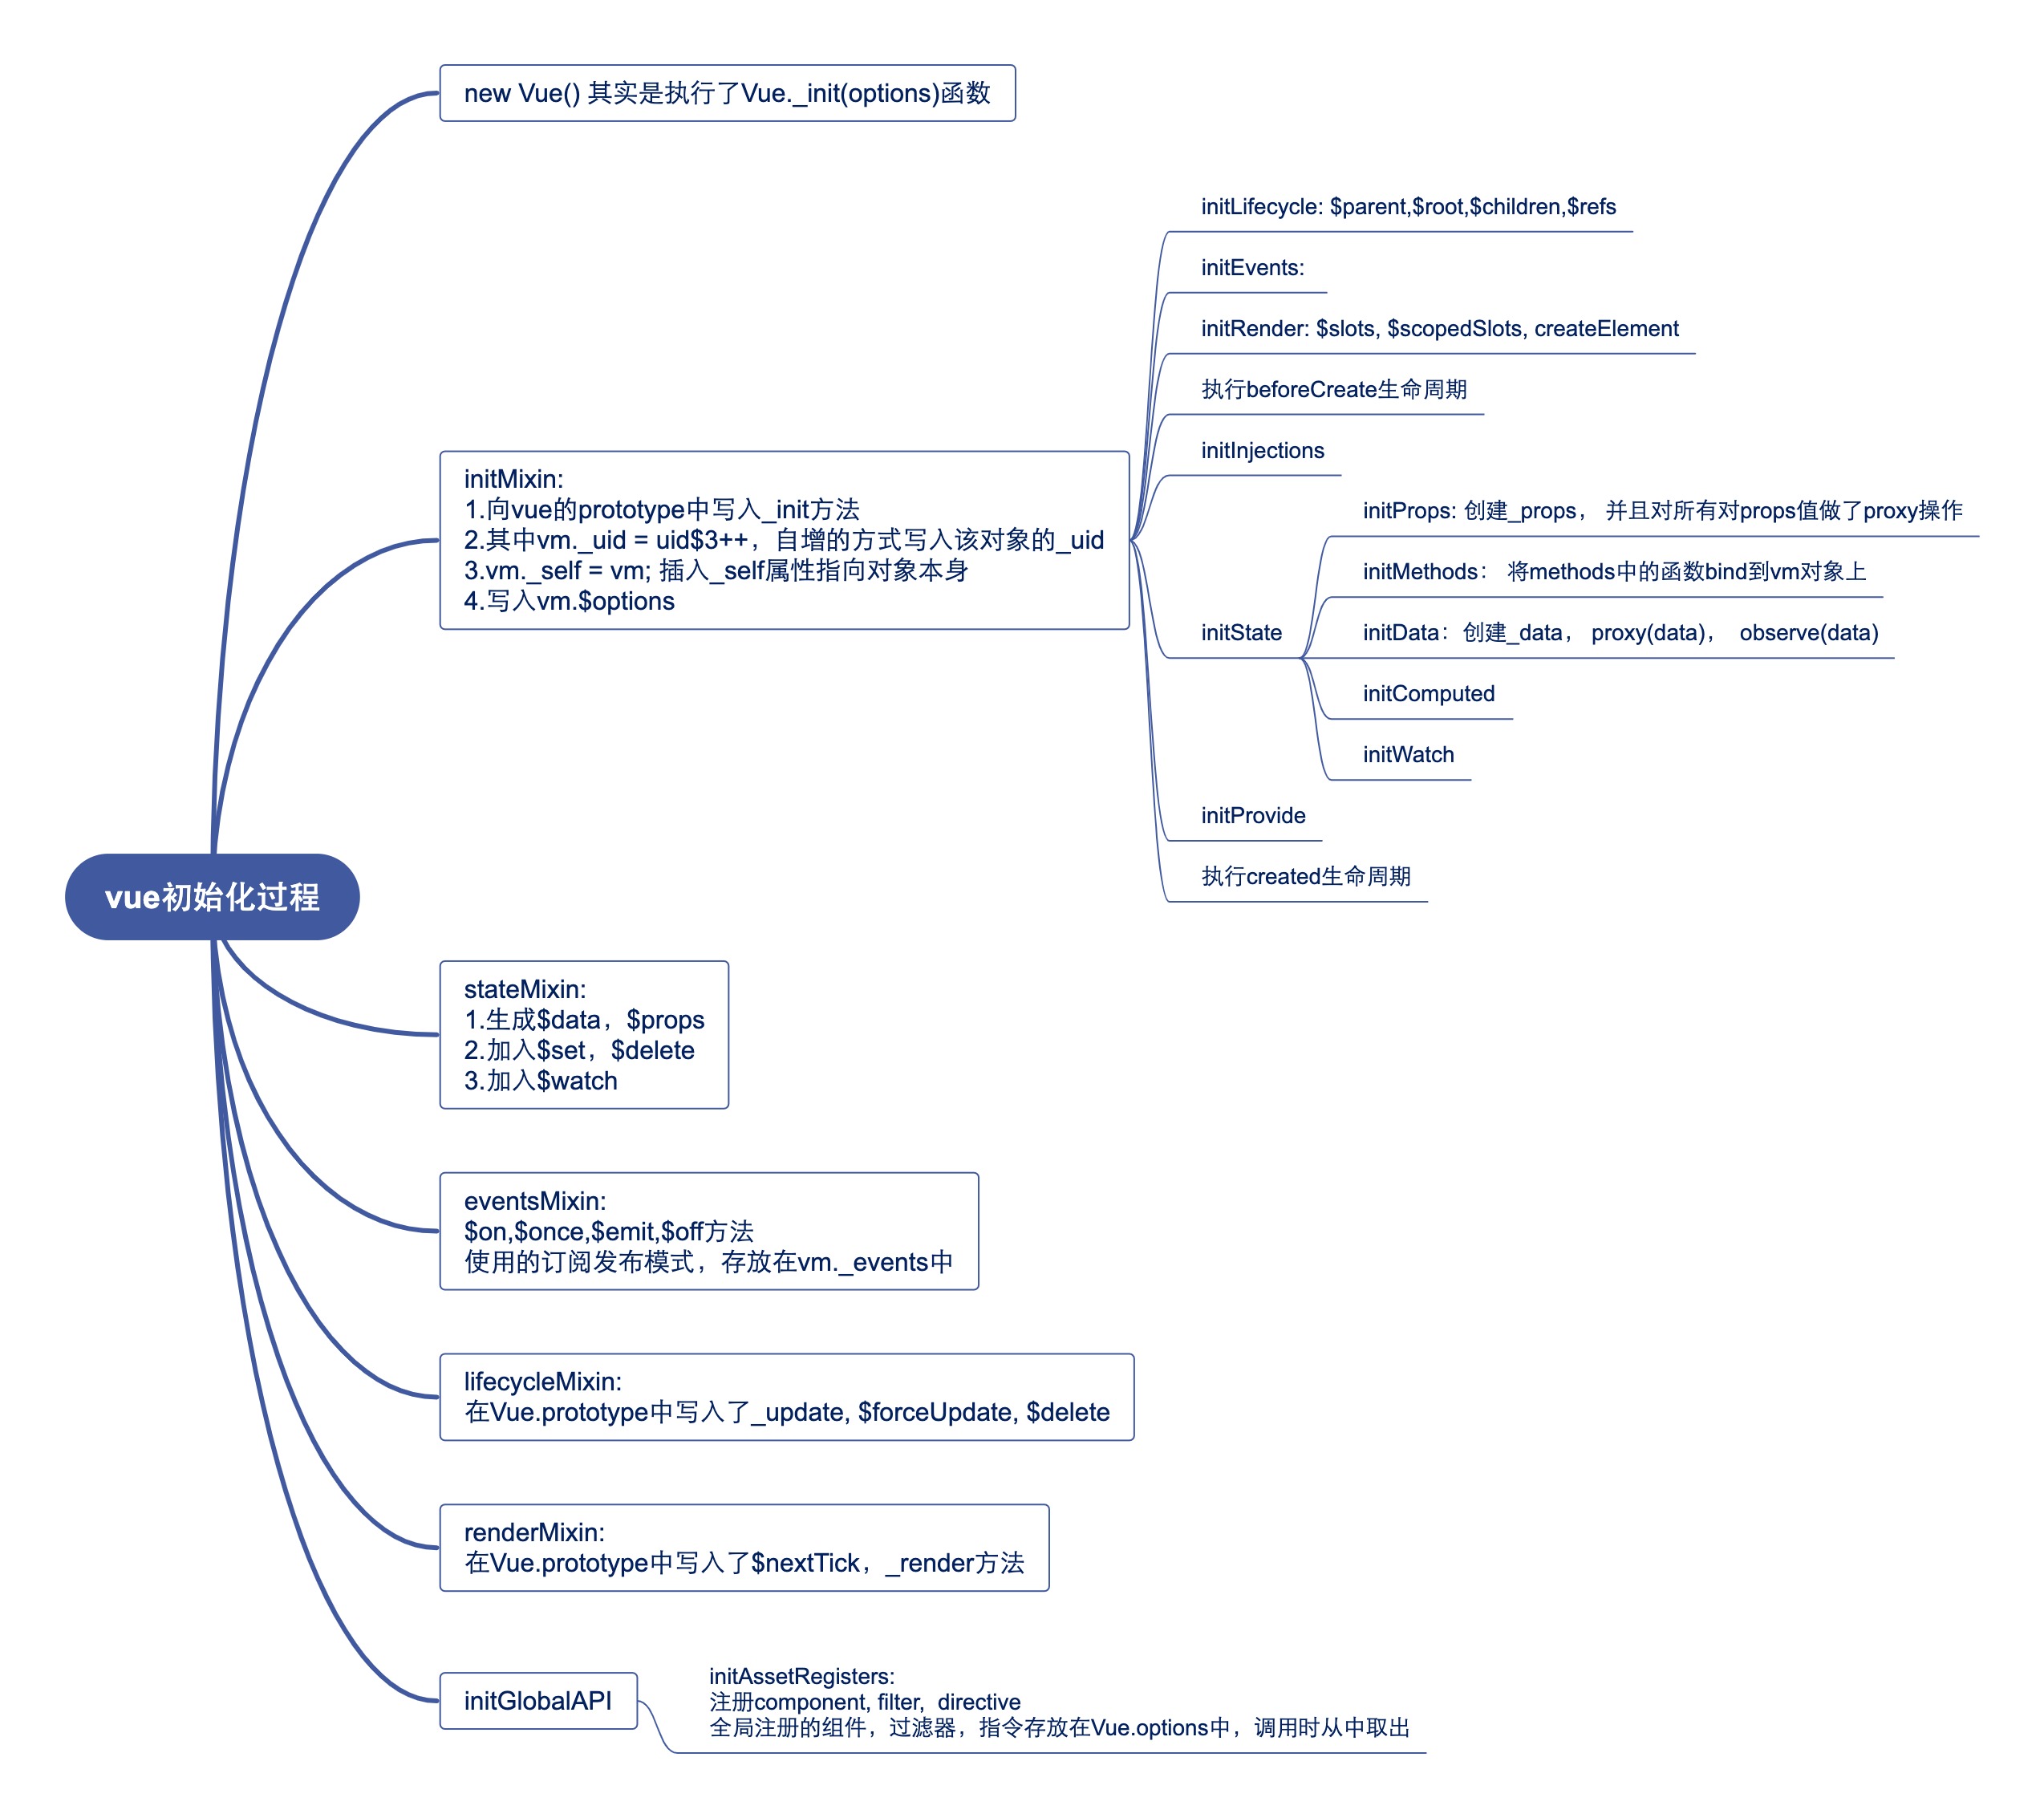 new Vue() 其实是执行了Vue._init(options)函数
initLifecycle: $parent,$root,$children,$refs
initEvents:
initRender: $slots, $scopedSlots, createElement
执行beforeCreate生命周期
initInjections
initMixin:
1.向vue的prototype中写入_init方法
2.其中vm._uid = uid$3++，自增的方式写入该对象的_uid
3.vm._self = vm; 插入_self属性指向对象本身
4.写入vm.$options
initProps: 创建_props， 并且对所有对props值做了proxy操作
initMethods： 将methods中的函数bind到vm对象上
initState
initData：创建_data， proxy(data)， observe(data)
initComputed
initWatch
initProvide
执行created生命周期
vue初始化过程
stateMixin:
1.生成$data，$props
2.加入$set，$delete
3.加入$watch
eventsMixin:
$on,$once,$emit,$off方法
使用的订阅发布模式，存放在vm._events中
lifecycleMixin:
在Vue.prototype中写入了_update, $forceUpdate, $delete
renderMixin:
在Vue.prototype中写入了$nextTick，_render方法
initGlobalAPI
initAssetRegisters:
注册component, filter,  directive
全局注册的组件，过滤器，指令存放在Vue.options中，调用时从中取出